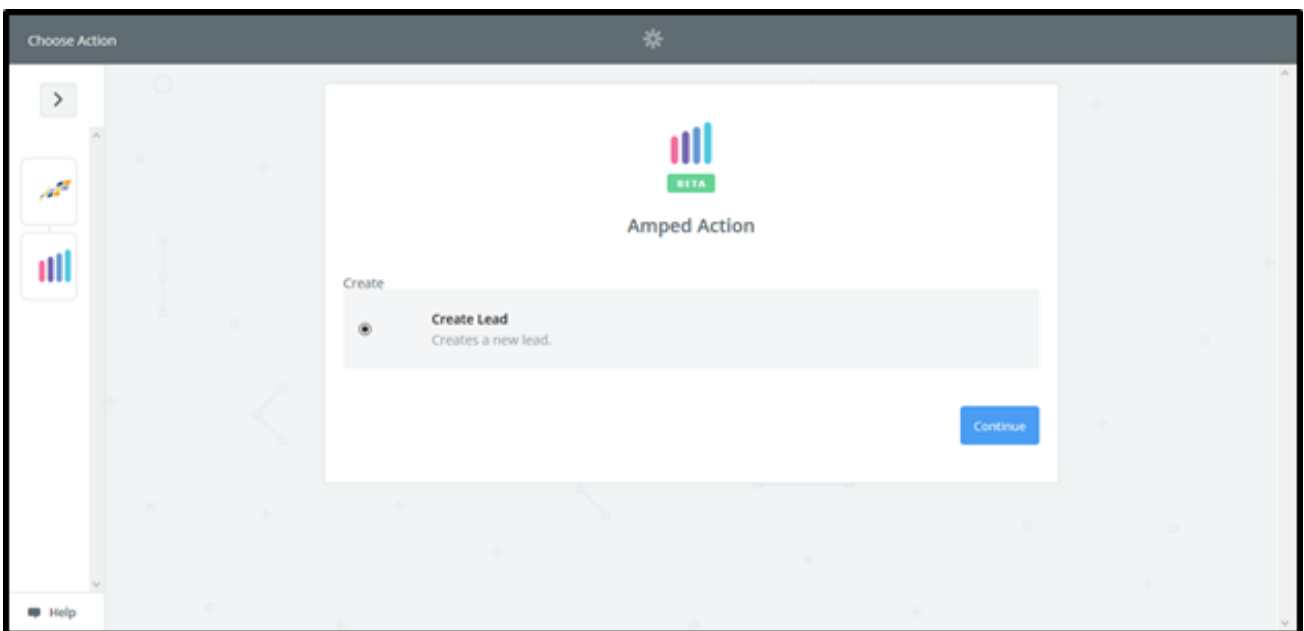 Choose Action
BETA
Amped Action
Create
Create Lead
Creates a new lead.
Continue
Help